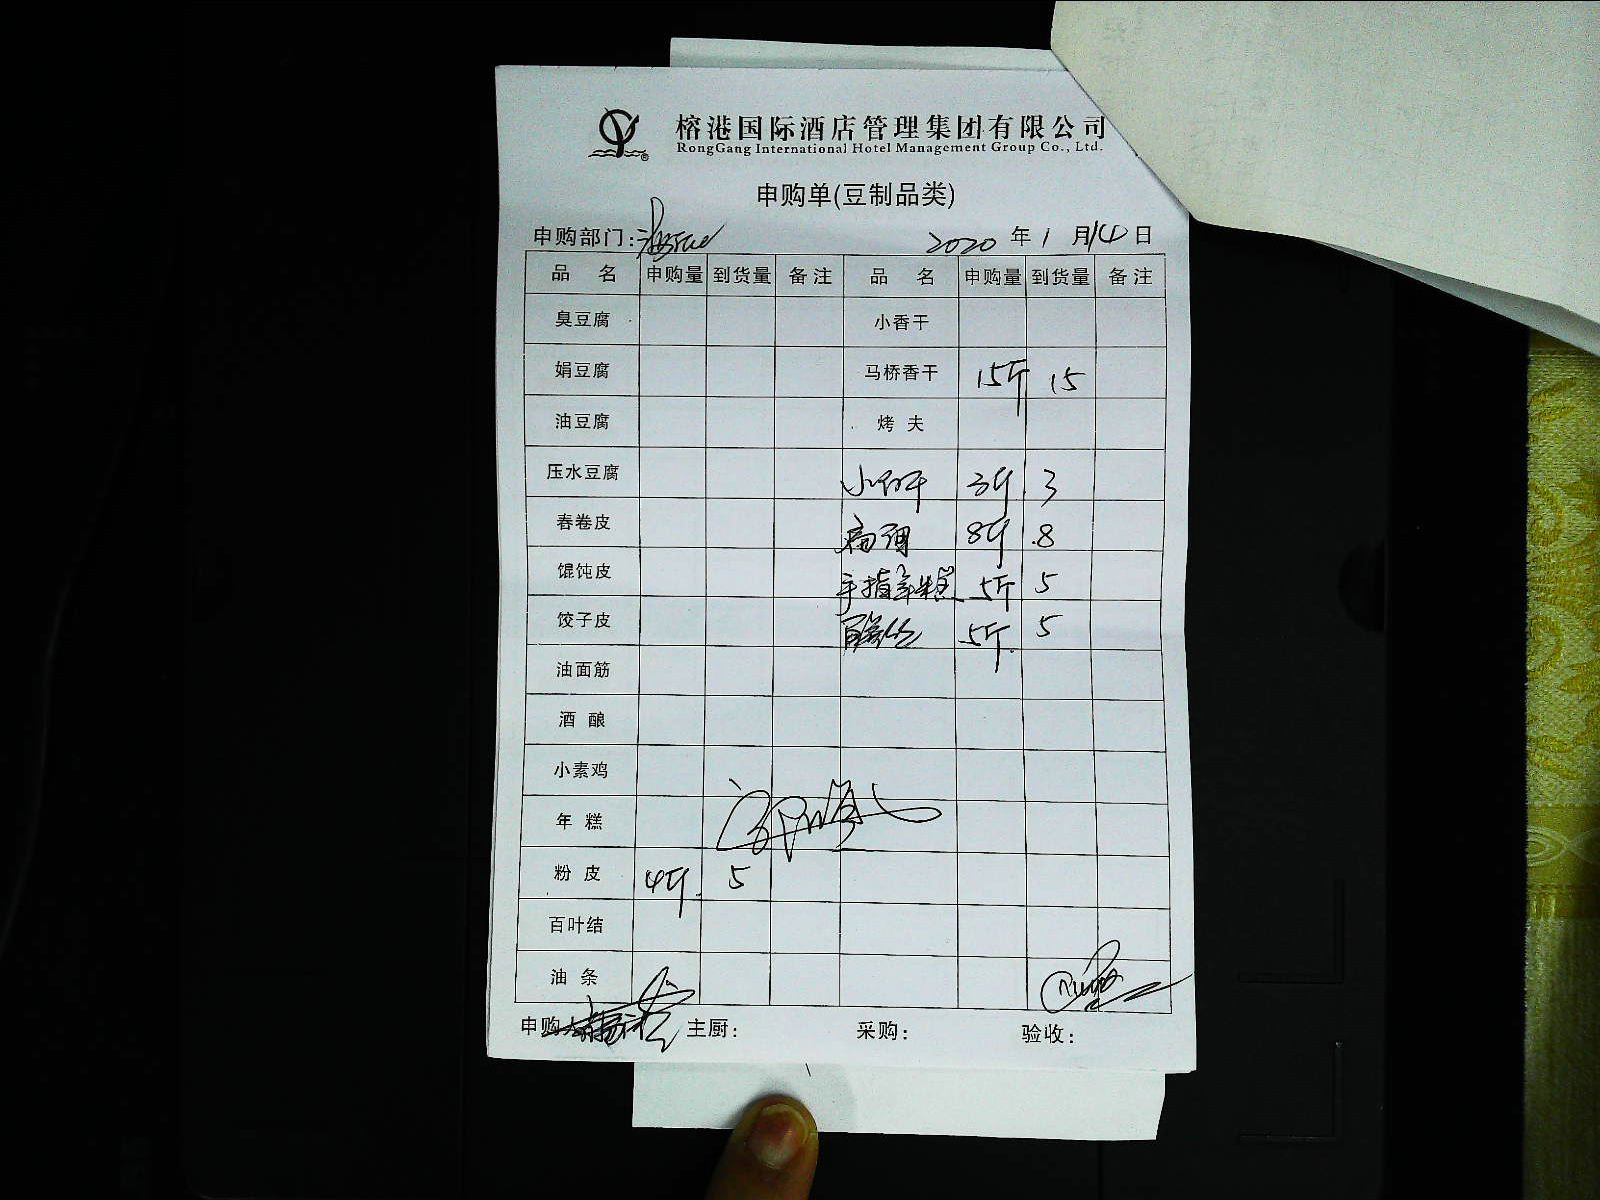 榕港国际酒店管理集团有限公司
RongGang International Hotel Management Group Co., Ltd.
申购单(豆制品类)
申购部门: 2020 年 1 月 14 日
品 名 申购量 到货量 备注 品 名 申购量 到货量 备注
臭豆腐 小香干
娟豆腐 马桥香干 15斤 15
油豆腐 烤 夫
压水豆腐 3斤 3
春卷皮 8斤 8
馄饨皮 手指年糕 5斤 5
饺子皮 5斤 5
油面筋
酒 酿
小素鸡
年 糕
粉 皮 4斤 5
百叶结
油 条
申购人 主厨: 采购: 验收: